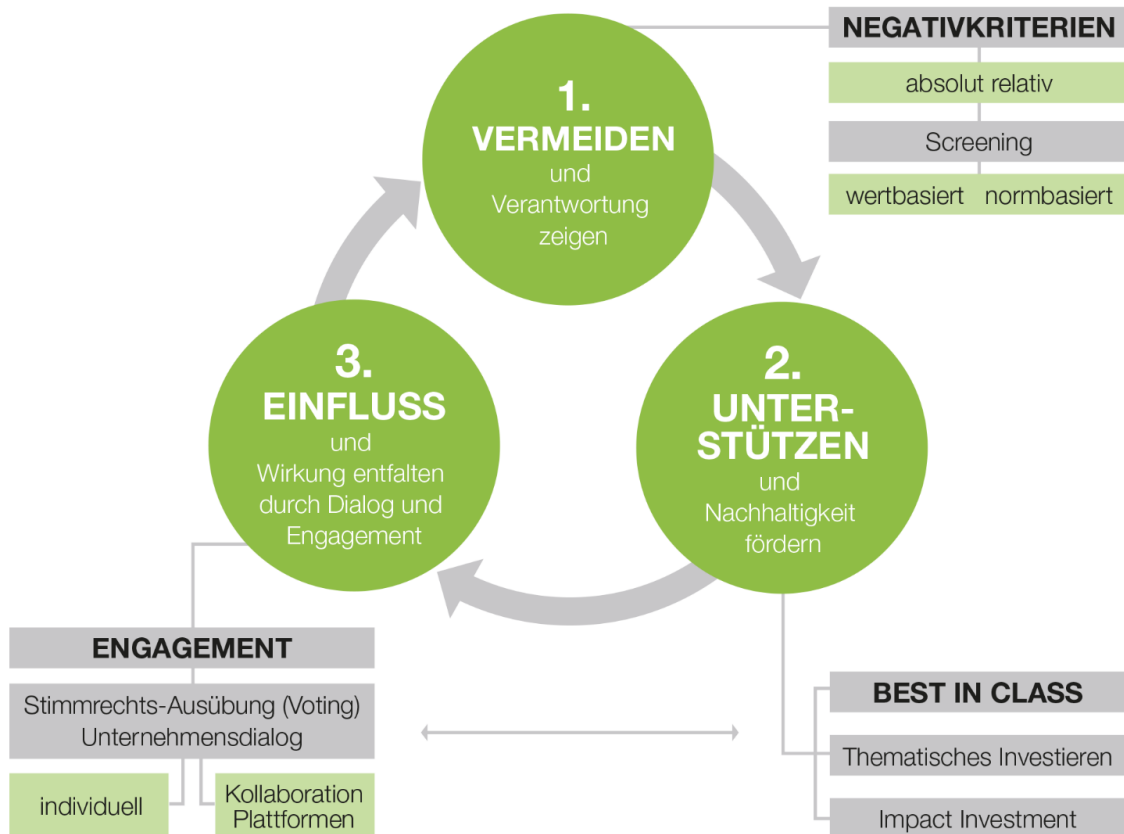 1.
VERMEIDEN
und
Verantwortung
zeigen
NEGATIVKRITERIEN
absolut relativ
Screening
wertbasiert normbasiert
2.
UNTER-
STÜTZEN
und
Nachhaltigkeit
fördern
BEST IN CLASS
Thematisches Investieren
Impact Investment
3.
EINFLUSS
und
Wirkung entfalten
durch Dialog und
Engagement
ENGAGEMENT
Stimmrechts-Ausübung (Voting)
Unternehmensdialog
individuell
Kollaboration
Plattformen